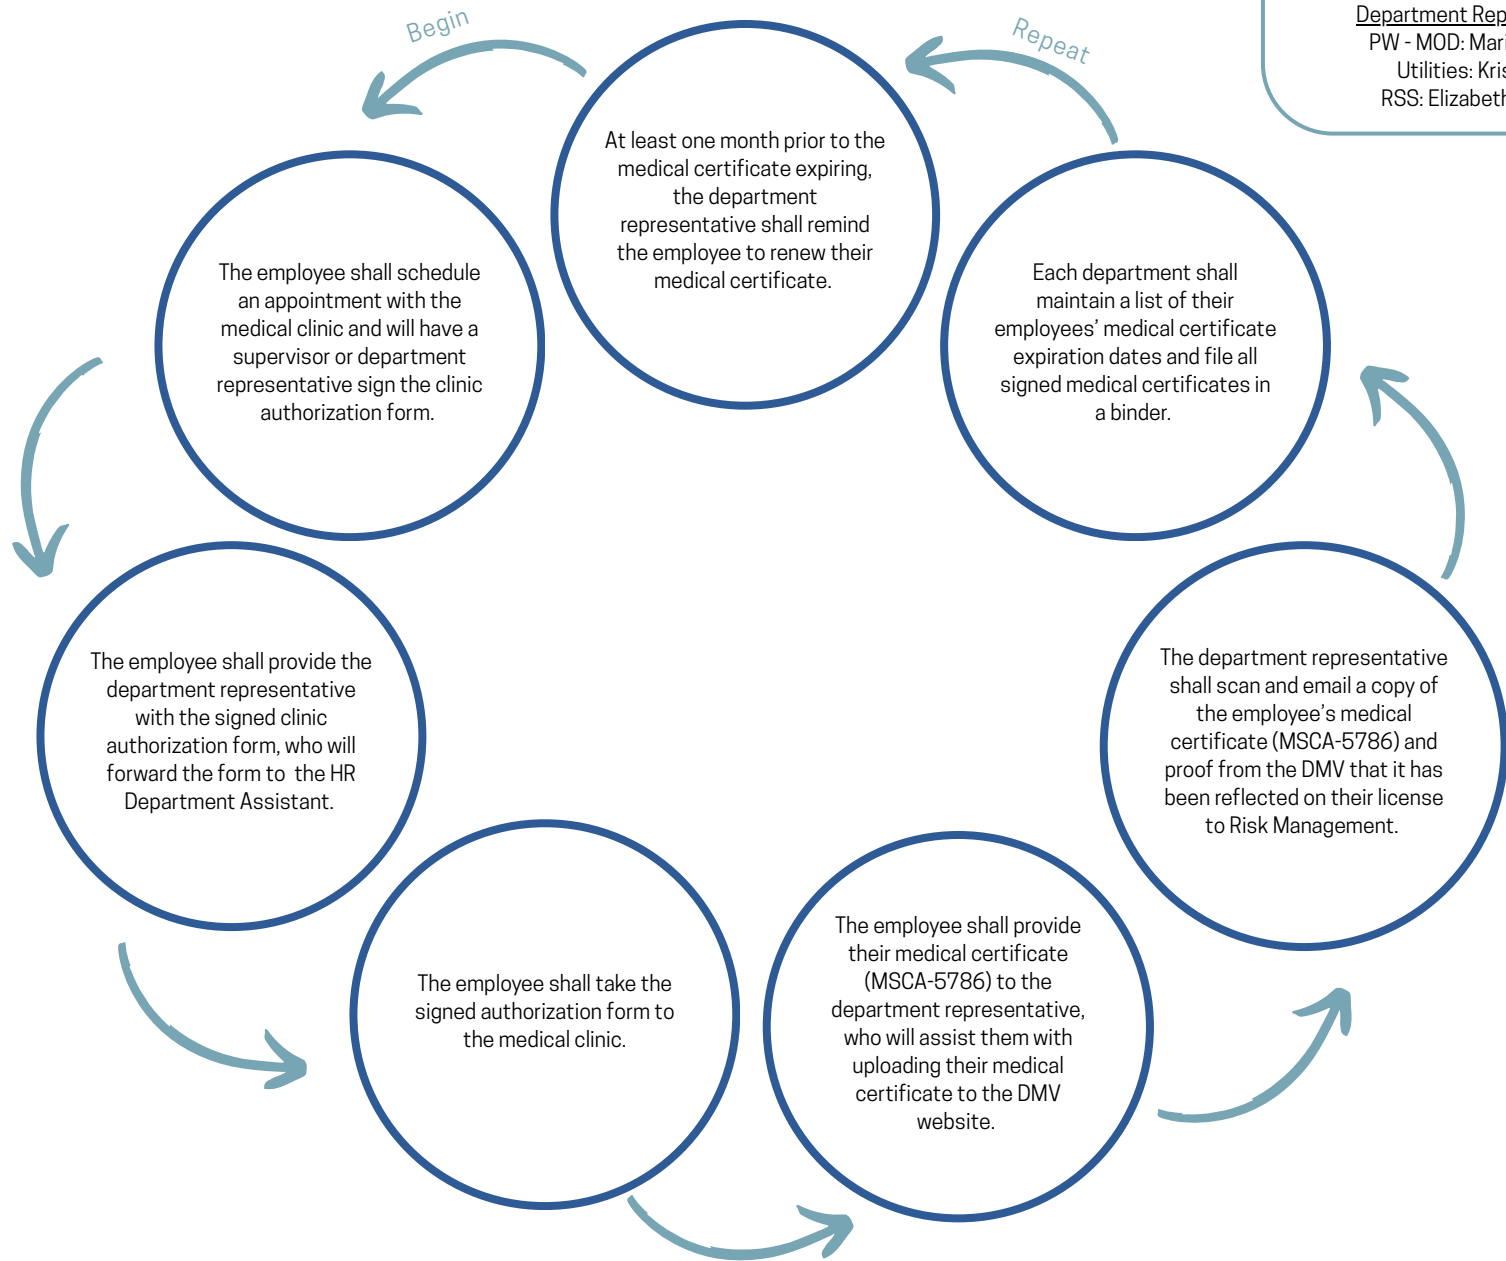 Begin
Repeat
Department
PW - MOD:
Utilities:
RSS: Elizabeth
At least one month prior to the
medical certificate expiring,
the department
representative shall remind
the employee to renew their
medical certificate.
The employee shall schedule
an appointment with the
medical clinic and will have a
supervisor or department
representative sign the clinic
authorization form.
The employee shall provide the
department representative
with the signed clinic
authorization form, who will
forward the form to the HR
Department Assistant.
The employee shall take the
signed authorization form to
the medical clinic.
The employee shall provide
their medical certificate
(MSCA-5786) to the
department representative,
who will assist them with
uploading their medical
certificate to the DMV
website.
The department representative
shall scan and email a copy of
the employee’s medical
certificate (MSCA-5786) and
proof from the DMV that it has
been reflected on their license
to Risk Management.
Each department shall
maintain a list of their
employees’ medical certificate
expiration dates and file all
signed medical certificates in
a binder.